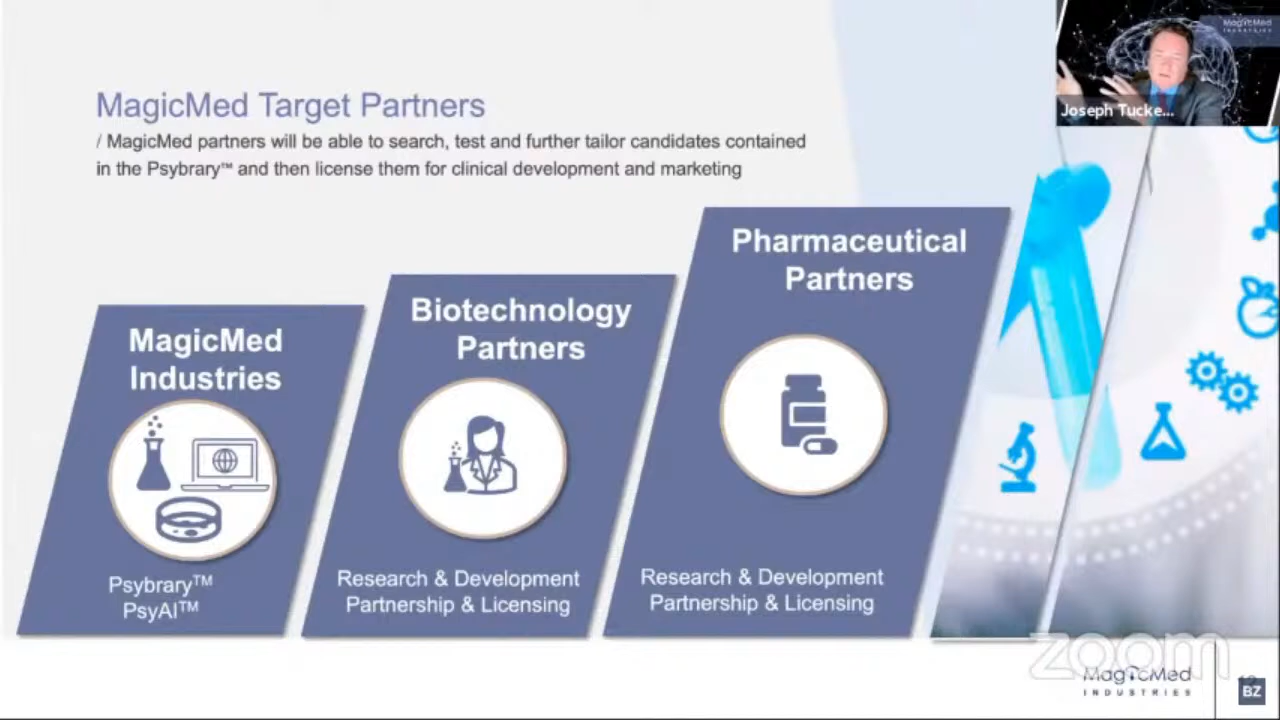 MagicMed Target Partners
/ MagicMed partners will be able to search, test and further tailor candidates contained
in the Psybrary™ and then license them for clinical development and marketing
MagicMed
INDUSTRIES
Joseph Tucke...
MagicMed
Industries
Psybrary™
PsyAI™
Biotechnology
Partners
Research & Development
Partnership & Licensing
Pharmaceutical
Partners
Research & Development
Partnership & Licensing
zoom
MagicMed
INDUSTRIES
BZ